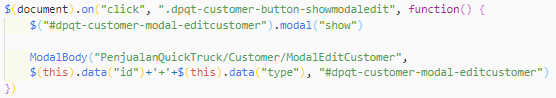 $(document).on("click", ".dpqt-customer-button-showmodaledit", function() {
$("#dpqt-customer-modal-editcustomer").modal("show")
ModalBody("PenjualanQuickTruck/Customer/ModalEditCustomer",
$(this).data("id")+'+'+$(this).data("type"), "#dpqt-customer-modal-editcustomer")
})